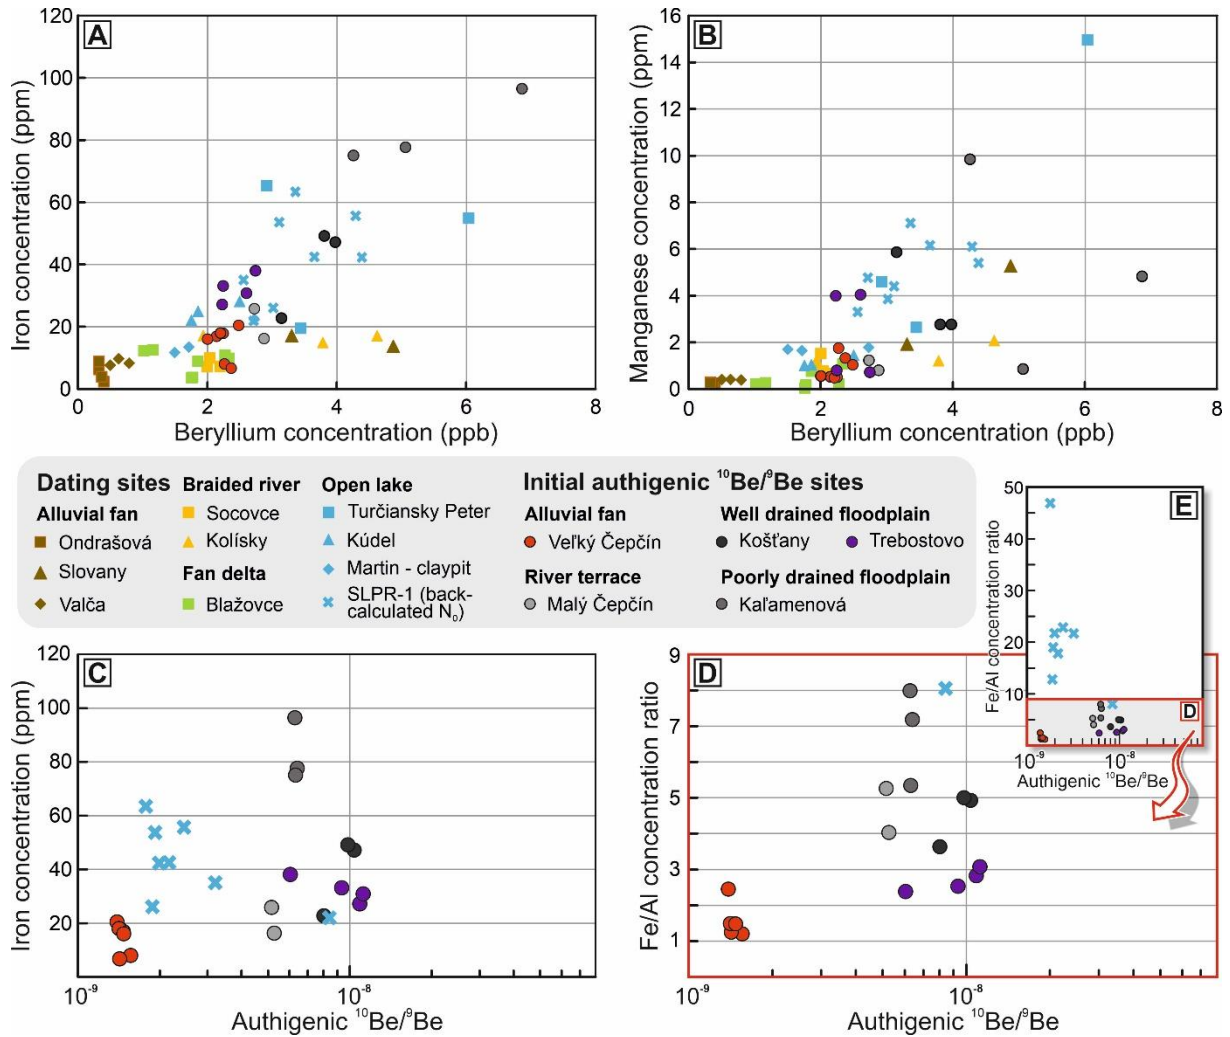 A
Iron concentration (ppm)
120
100
80
60
40
20
0
0 2 4 6 8
Beryllium concentration (ppb)
B
Manganese concentration (ppm)
16
14
12
10
8
6
4
2
0
0 2 4 6 8
Beryllium concentration (ppb)
Dating sites
Alluvial fan
Ondrašová
Slovany
Valča
Braided river
Socovce
Kolísky
Fan delta
Blažovce
Open lake
Turčiansky Peter
Kúdel
Martin - claypit
SLPR-1 (back-
calculated N₀)
Initial authigenic ¹⁰Be/⁹Be sites
Alluvial fan
Veľký Čepčín
River terrace
Malý Čepčín
Well drained floodplain
Košťany Trebostovo
Poorly drained floodplain
Kaľamenová
E
Fe/Al concentration ratio
50
40
30
20
10
D
10⁻⁹ 10⁻⁸
Authigenic ¹⁰Be/⁹Be
C
Iron concentration (ppm)
120
100
80
60
40
20
10⁻⁹ 10⁻⁸
Authigenic ¹⁰Be/⁹Be
D
Fe/Al concentration ratio
9
7
5
3
1
10⁻⁹ 10⁻⁸
Authigenic ¹⁰Be/⁹Be